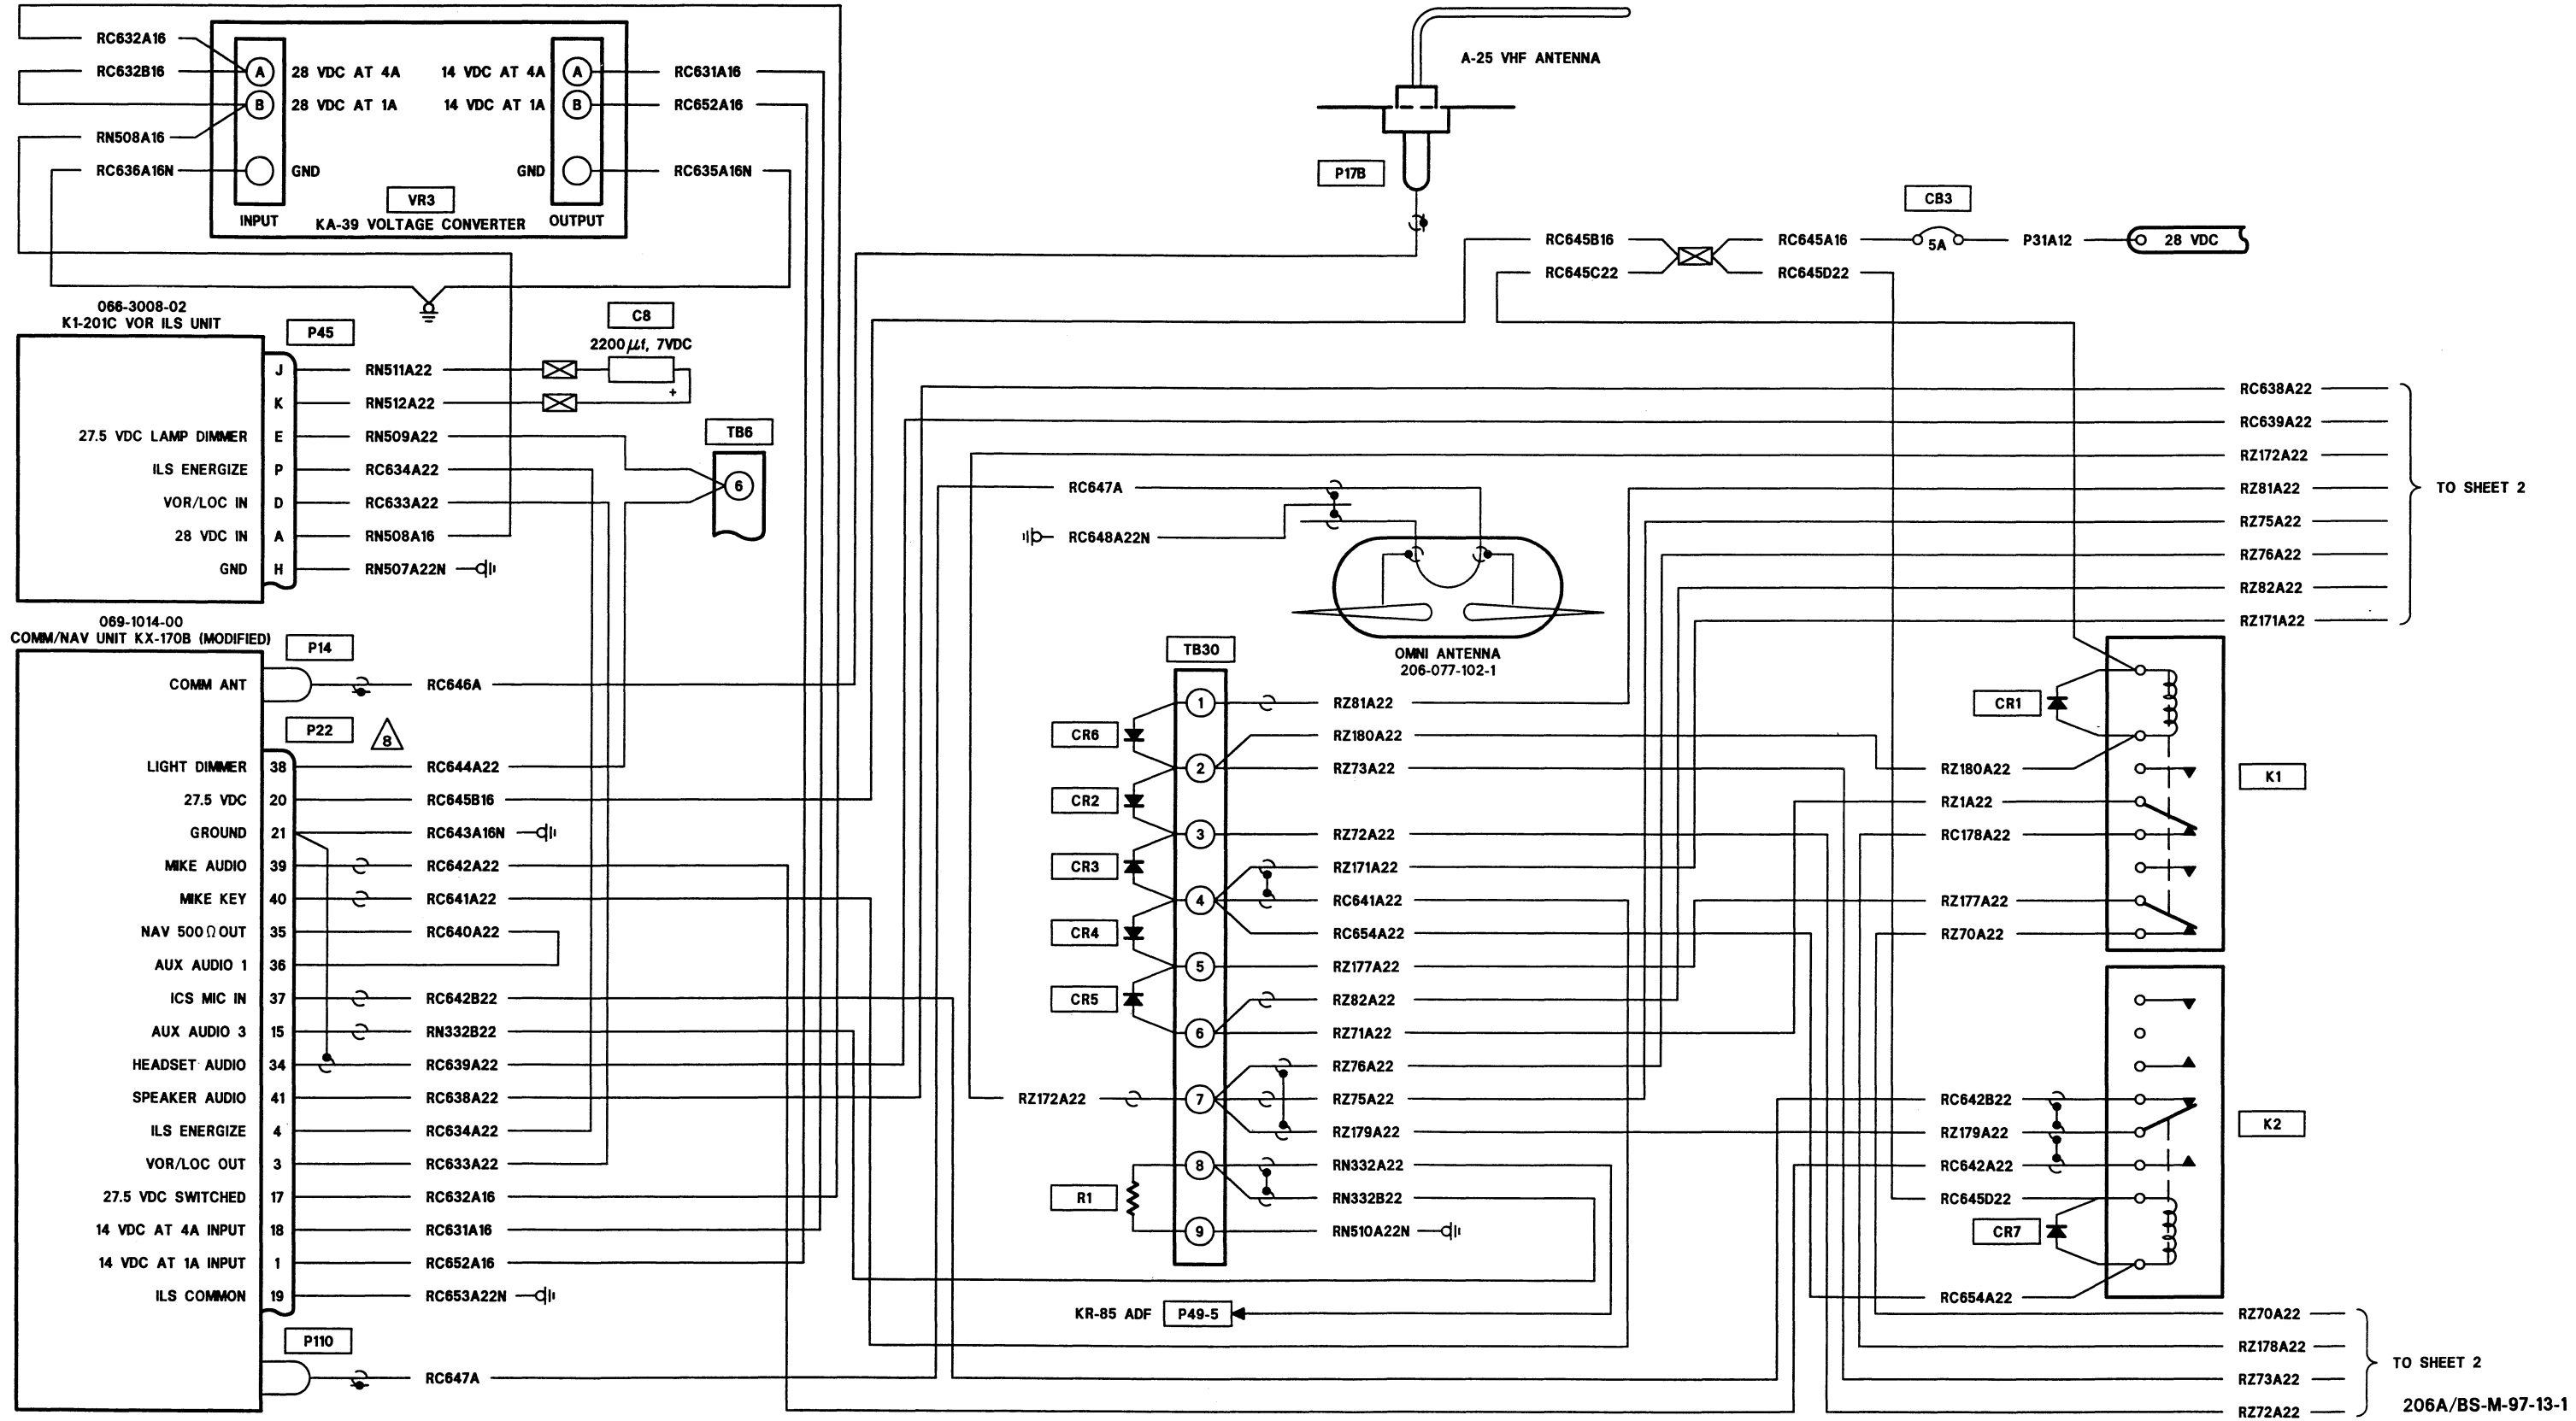 RC632A16
RC632B16
RN508A16
RC636A16N
A 28 VDC AT 4A 14 VDC AT 4A A
B 28 VDC AT 1A 14 VDC AT 1A B
GND GND
VR3
INPUT OUTPUT
KA-39 VOLTAGE CONVERTER
RC631A16
RC652A16
RC635A16N
A-25 VHF ANTENNA
P17B
CB3
RC645B16 RC645A16 5A P31A12 28 VDC
RC645C22 RC645D22
066-3008-02
K1-201C VOR ILS UNIT
P45
C8
2200 µf, 7VDC
+
J RN511A22
K RN512A22
27.5 VDC LAMP DIMMER E RN509A22
ILS ENERGIZE P RC634A22
VOR/LOC IN D RC633A22
28 VDC IN A RN508A16
GND H RN507A22N
TB6
6
RC638A22
RC639A22
RZ172A22
RZ81A22
RZ75A22
RZ76A22
RZ82A22
RZ171A22
TO SHEET 2
RC647A
RC648A22N
OMNI ANTENNA
206-077-102-1
069-1014-00
COMM/NAV UNIT KX-170B (MODIFIED)
P14
COMM ANT RC646A
P22
8
LIGHT DIMMER 38 RC644A22
27.5 VDC 20 RC645B16
GROUND 21 RC643A16N
MIKE AUDIO 39 RC642A22
MIKE KEY 40 RC641A22
NAV 500 Ω OUT 35 RC640A22
AUX AUDIO 1 36
ICS MIC IN 37 RC642B22
AUX AUDIO 3 15 RN332B22
HEADSET AUDIO 34 RC639A22
SPEAKER AUDIO 41 RC638A22
ILS ENERGIZE 4 RC634A22
VOR/LOC OUT 3 RC633A22
27.5 VDC SWITCHED 17 RC632A16
14 VDC AT 4A INPUT 18 RC631A16
14 VDC AT 1A INPUT 1 RC652A16
ILS COMMON 19 RC653A22N
P110
RC647A
TB30
1 RZ81A22
CR6
RZ180A22
2 RZ73A22
CR2
3 RZ72A22
CR3
RZ171A22
4 RC641A22
CR4
RC654A22
5 RZ177A22
CR5
RZ82A22
6 RZ71A22
RZ76A22
RZ172A22 7 RZ75A22
RZ179A22
8 RN332A22
R1
RN332B22
9 RN510A22N
KR-85 ADF P49-5
CR1
K1
RZ180A22
RZ1A22
RC178A22
RZ177A22
RZ70A22
K2
RC642B22
RZ179A22
RC642A22
RC645D22
CR7
RC654A22
RZ70A22
RZ178A22
RZ73A22
RZ72A22
TO SHEET 2
206A/BS-M-97-13-1